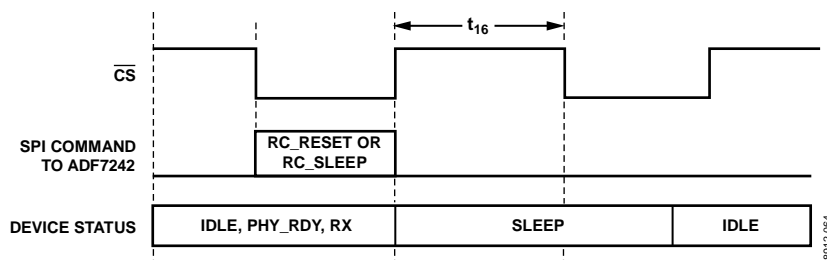 t16
CS
SPI COMMAND
TO ADF7242
RC_RESET OR
RC_SLEEP
DEVICE STATUS
IDLE, PHY_RDY, RX
SLEEP
IDLE